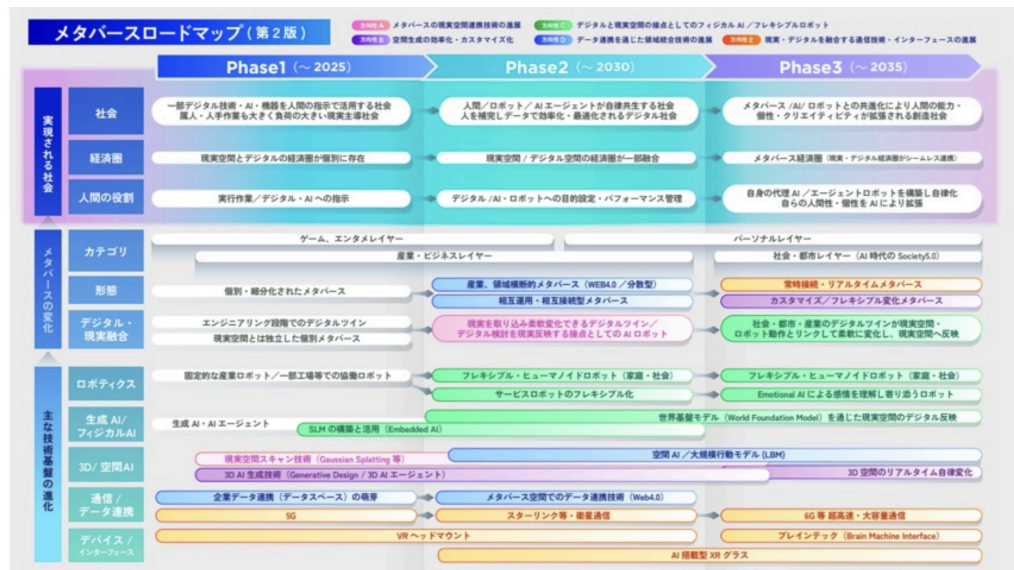 メタバースロードマップ(第2版)
方向性A メタバースの現実空間連携技術の進展
方向性C デジタルと現実空間の接点としてのフィジカル AI /フレキシブルロボット
方向性B 空間生成の効率化・カスタマイズ化
方向性D データ連携を通じた領域統合技術の進展
方向性E 現実・デジタルを融合する通信技術・インターフェースの進展
Phase1(～2025)
Phase2(～2030)
Phase3(～2035)
実現される社会
社会
一部デジタル技術・AI・機器を人間の指示で活用する社会
属人・人手作業も大きく負荷の大きい現実主導社会
人間/ロボット/ AI エージェントが自律共生する社会
人を補完しデータで効率化・最適化されるデジタル社会
メタバース /AI/ ロボットとの共進化により人間の能力・
個性・クリエイティビティが拡張される創造社会
経済圏
現実空間とデジタルの経済圏が個別に存在
現実空間 / デジタル空間の経済圏が一部融合
メタバース経済圏(現実・デジタル経済圏がシームレス連携)
人間の役割
実行作業/デジタル・AI への指示
デジタル /AI・ロボットへの目的設定・パフォーマンス管理
自身の代理 AI /エージェントロボットを構築し自律化
自らの人間性・個性を AI により拡張
メタバースの変化
カテゴリ
ゲーム、エンタメレイヤー
パーソナルレイヤー
産業・ビジネスレイヤー
社会・都市レイヤー(AI 時代の Society5.0)
形態
個別・細分化されたメタバース
産業、領域横断的メタバース(WEB4.0 /分散型)
相互運用・相互接続型メタバース
常時接続・リアルタイムメタバース
カスタマイズ/フレキシブル変化メタバース
デジタル・
現実融合
エンジニアリング段階でのデジタルツイン
現実空間とは独立した個別メタバース
現実を取り込み柔軟変化できるデジタルツイン/
デジタル検討を現実反映する接点としての AI ロボット
社会・都市・産業のデジタルツインが現実空間・
ロボット動作とリンクして柔軟に変化し、現実空間へ反映
主な技術基盤の進化
ロボティクス
固定的な産業ロボット/一部工場等での協働ロボット
フレキシブル・ヒューマノイドロボット(家庭・社会)
サービスロボットのフレキシブル化
フレキシブル・ヒューマノイドロボット(家庭・社会)
Emotional AI による感情を理解し寄り添うロボット
生成 AI/
フィジカルAI
生成 AI・AI エージェント
SLM の構築と活用(Embedded AI)
世界基盤モデル(World Foundation Model)を通じた現実空間のデジタル反映
3D/ 空間AI
現実空間スキャン技術(Gaussian Splatting 等)
空間 AI /大規模行動モデル (LBM)
3D AI 生成技術(Generative Design / 3D AI エージェント)
3D 空間のリアルタイム自律変化
通信 /
データ連携
企業データ連携(データスペース)の萌芽
メタバース空間でのデータ連携技術(Web4.0)
5G
スターリンク等・衛星通信
6G 等 超高速・大容量通信
デバイス /
インターフェース
VR ヘッドマウント
ブレインテック(Brain Machine Interface)
AI 搭載型 XR グラス